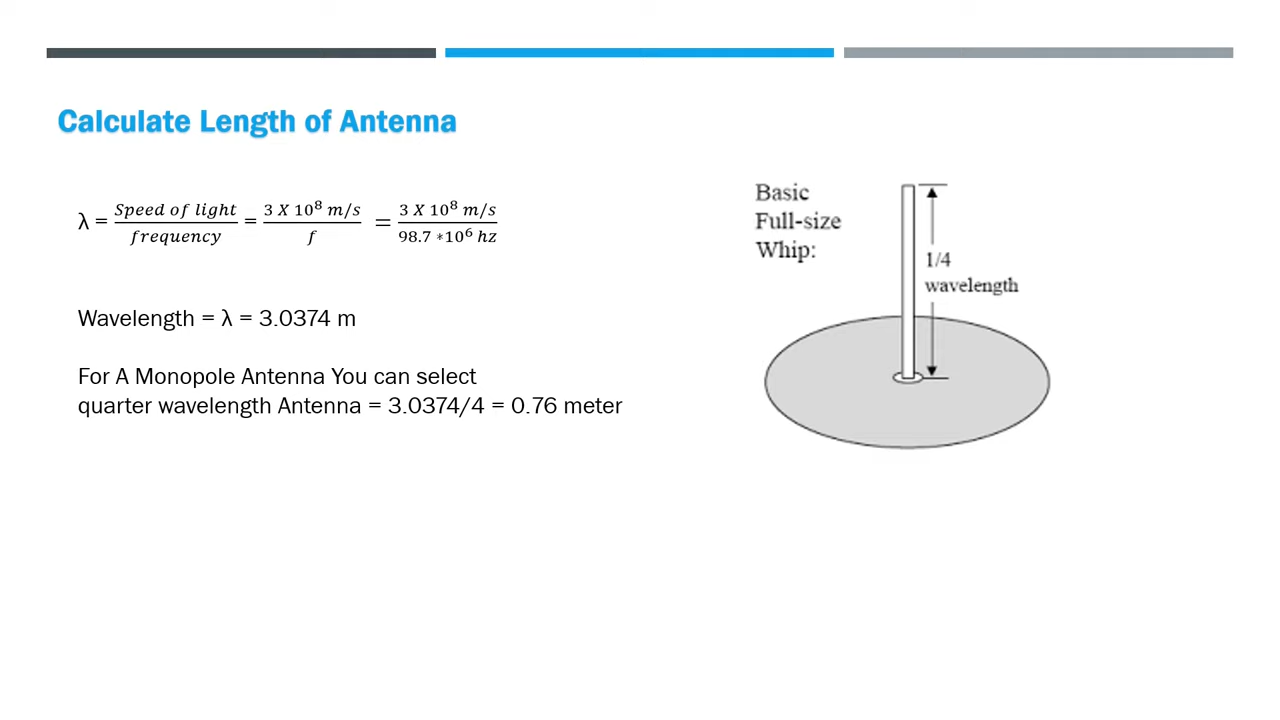 Calculate Length of Antenna
λ = Speed of light / frequency = 3 X 10⁸ m/s / f = 3 X 10⁸ m/s / 98.7 *10⁶ hz
Wavelength = λ = 3.0374 m
For A Monopole Antenna You can select
quarter wavelength Antenna = 3.0374/4 = 0.76 meter
Basic
Full-size
Whip:
1/4
wavelength